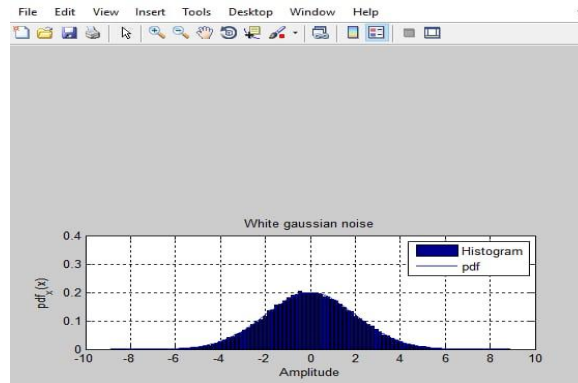 File Edit View Insert Tools Desktop Window Help
White gaussian noise
0.4
0.3
0.2
0.1
0
pdfx(x)
Histogram
pdf
-10 -8 -6 -4 -2 0 2 4 6 8 10
Amplitude